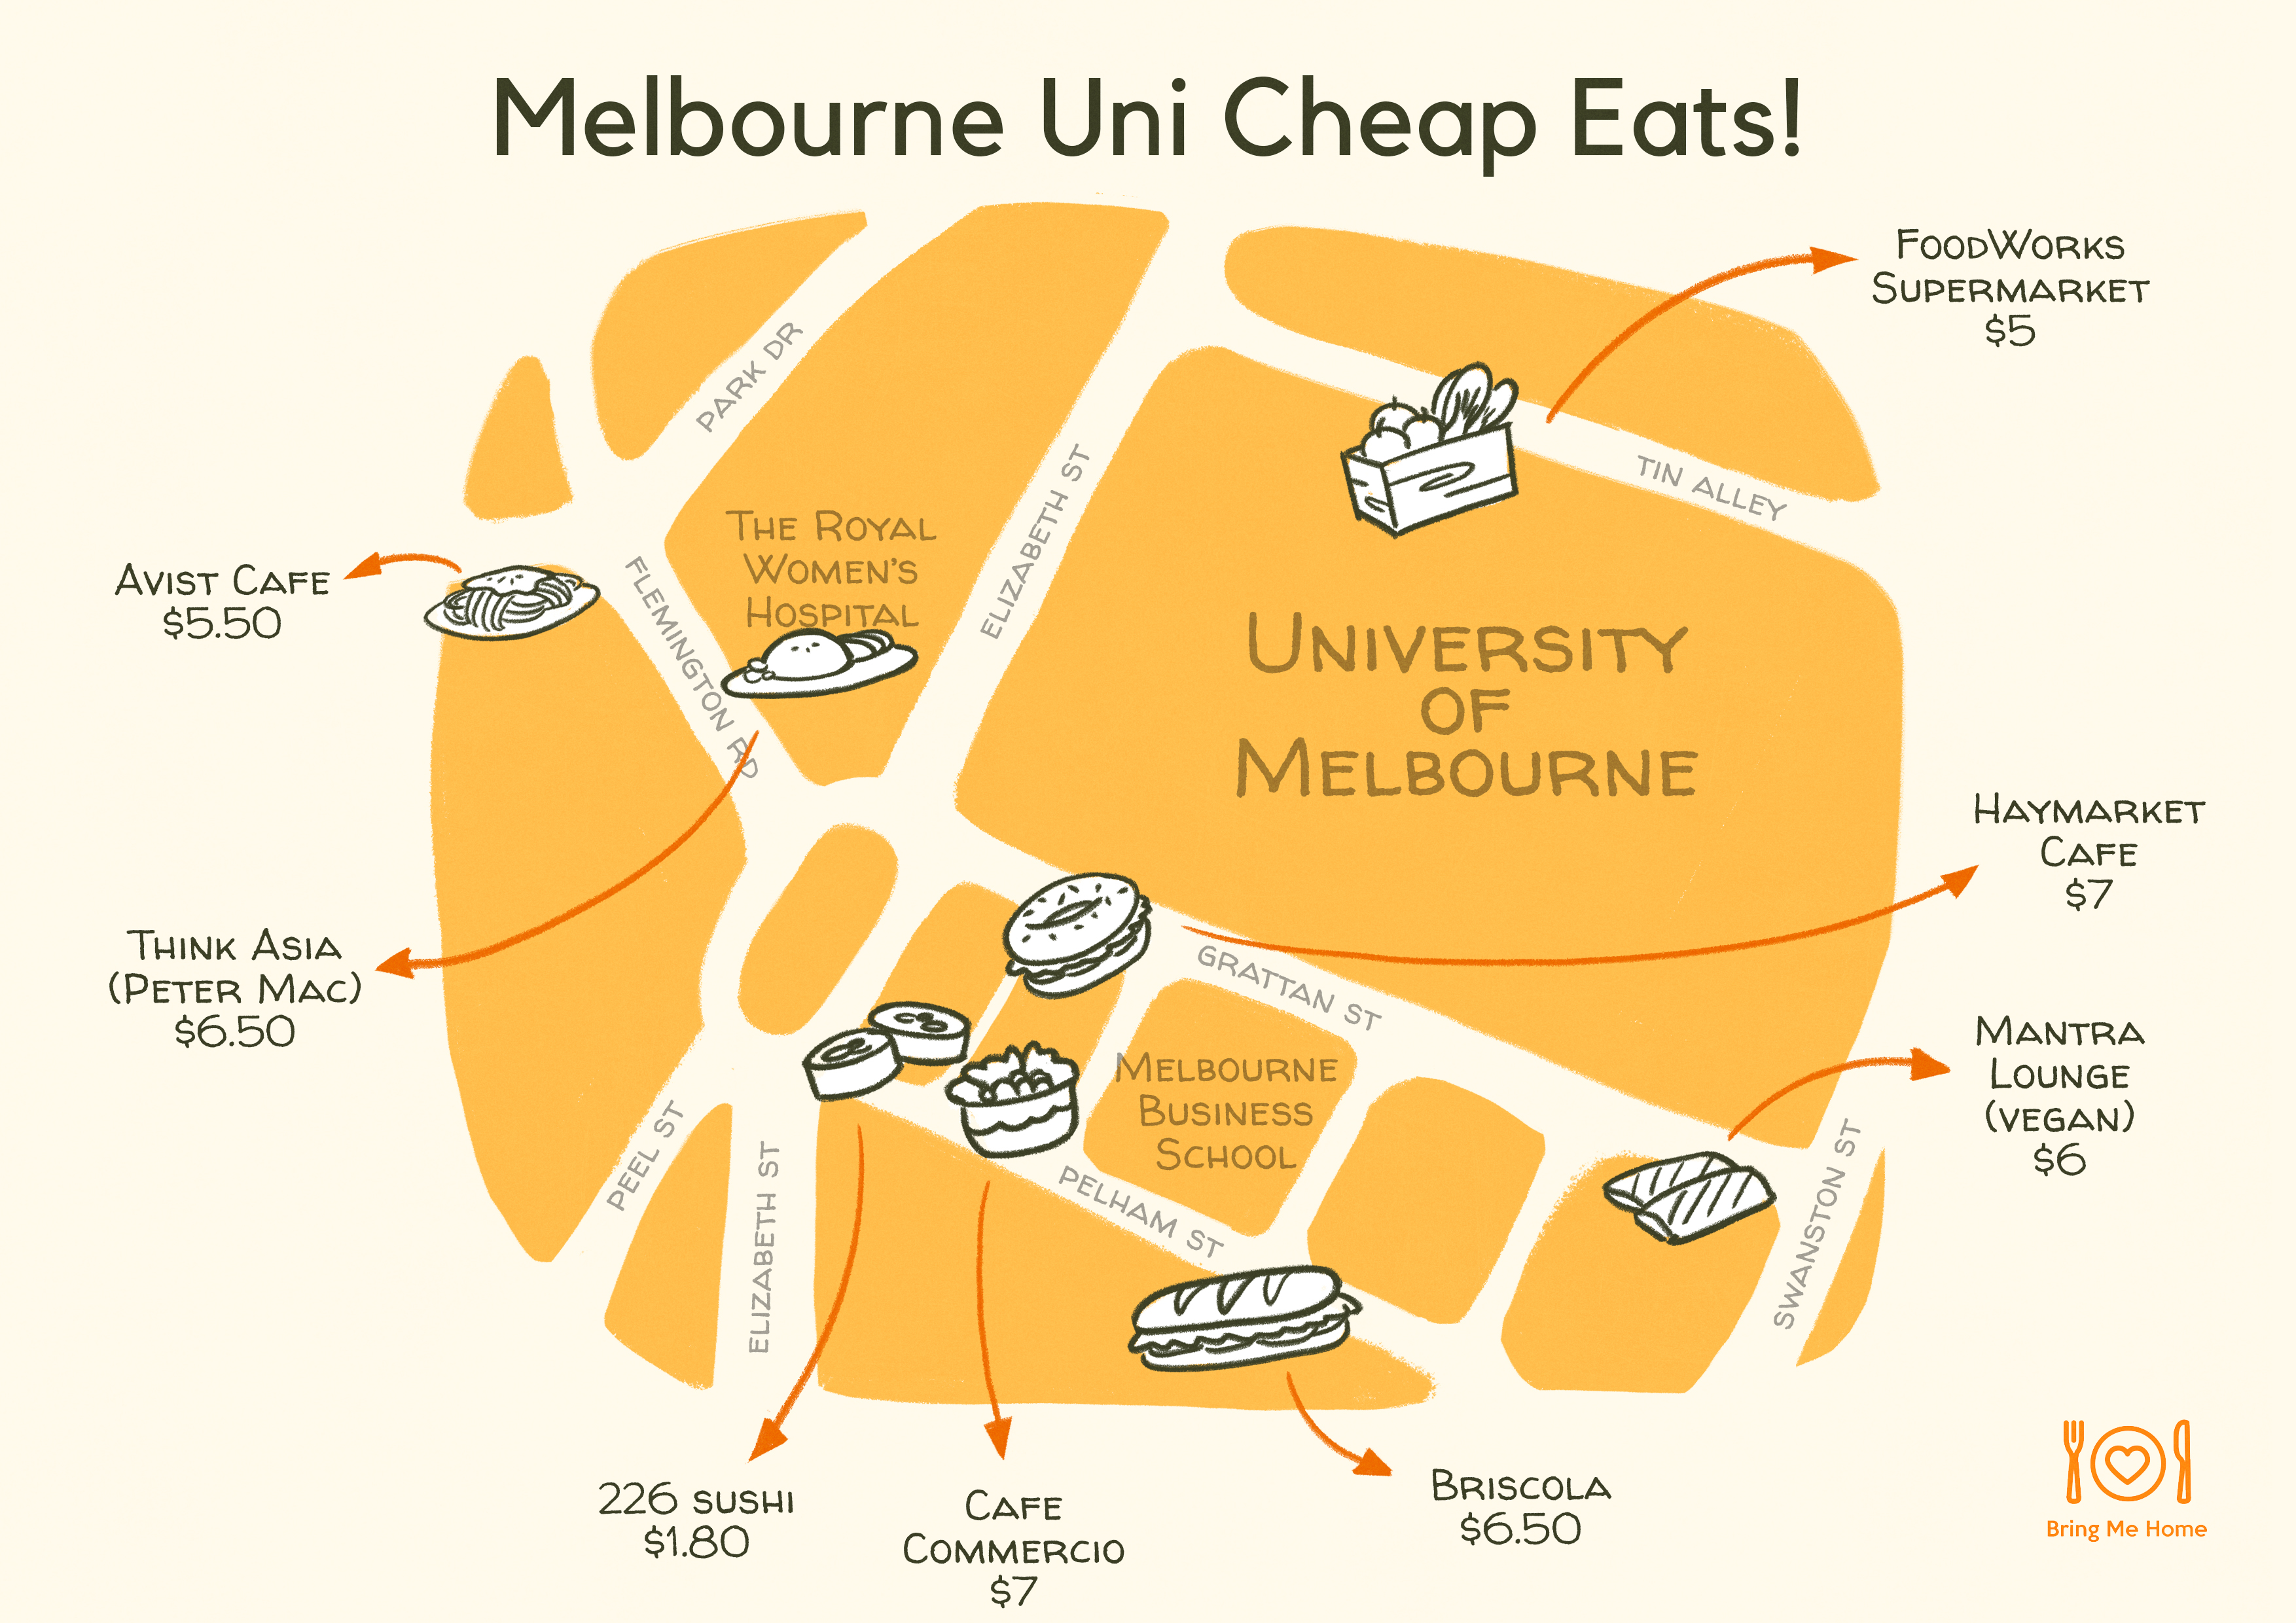 Melbourne Uni Cheap Eats!
FoodWorks
Supermarket
$5
Park Dr
Tin Alley
Elizabeth St
The Royal
Women's
Hospital
Flemington Rd
Avist Cafe
$5.50
University
of
Melbourne
Haymarket
Cafe
$7
Think Asia
(Peter Mac)
$6.50
Grattan St
Melbourne
Business
School
Mantra
Lounge
(vegan)
$6
Peel St
Elizabeth St
Pelham St
Swanston St
226 sushi
$1.80
Cafe
Commercio
$7
Briscola
$6.50
Bring Me Home